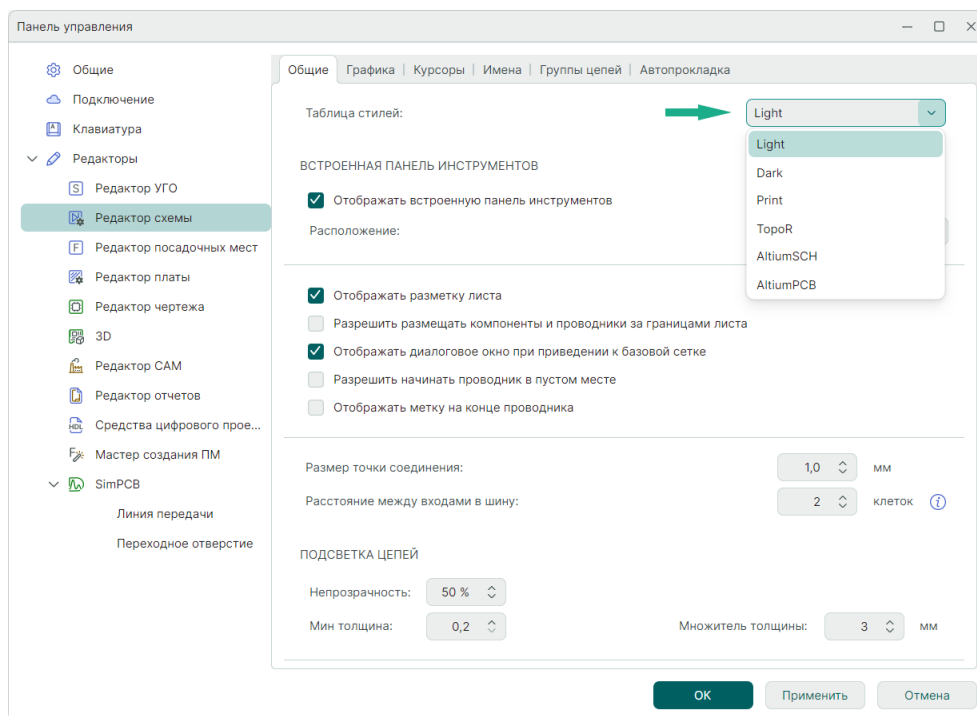 Панель управления
Общие
Подключение
Клавиатура
Редакторы
Редактор УГО
Редактор схемы
Редактор посадочных мест
Редактор платы
Редактор чертежа
3D
Редактор CAM
Редактор отчетов
Средства цифрового прое...
Мастер создания ПМ
SimPCB
Линия передачи
Переходное отверстие
Общие | Графика | Курсоры | Имена | Группы цепей | Автопрокладка
Таблица стилей: Light
Light
Dark
Print
TopoR
AltiumSCH
AltiumPCB
ВСТРОЕННАЯ ПАНЕЛЬ ИНСТРУМЕНТОВ
Отображать встроенную панель инструментов
Расположение:
Отображать разметку листа
Разрешить размещать компоненты и проводники за границами листа
Отображать диалоговое окно при приведении к базовой сетке
Разрешить начинать проводник в пустом месте
Отображать метку на конце проводника
Размер точки соединения: 1,0 мм
Расстояние между входами в шину: 2 клеток
ПОДСВЕТКА ЦЕПЕЙ
Непрозрачность: 50 %
Мин толщина: 0,2 Множитель толщины: 3 мм
ОК Применить Отмена